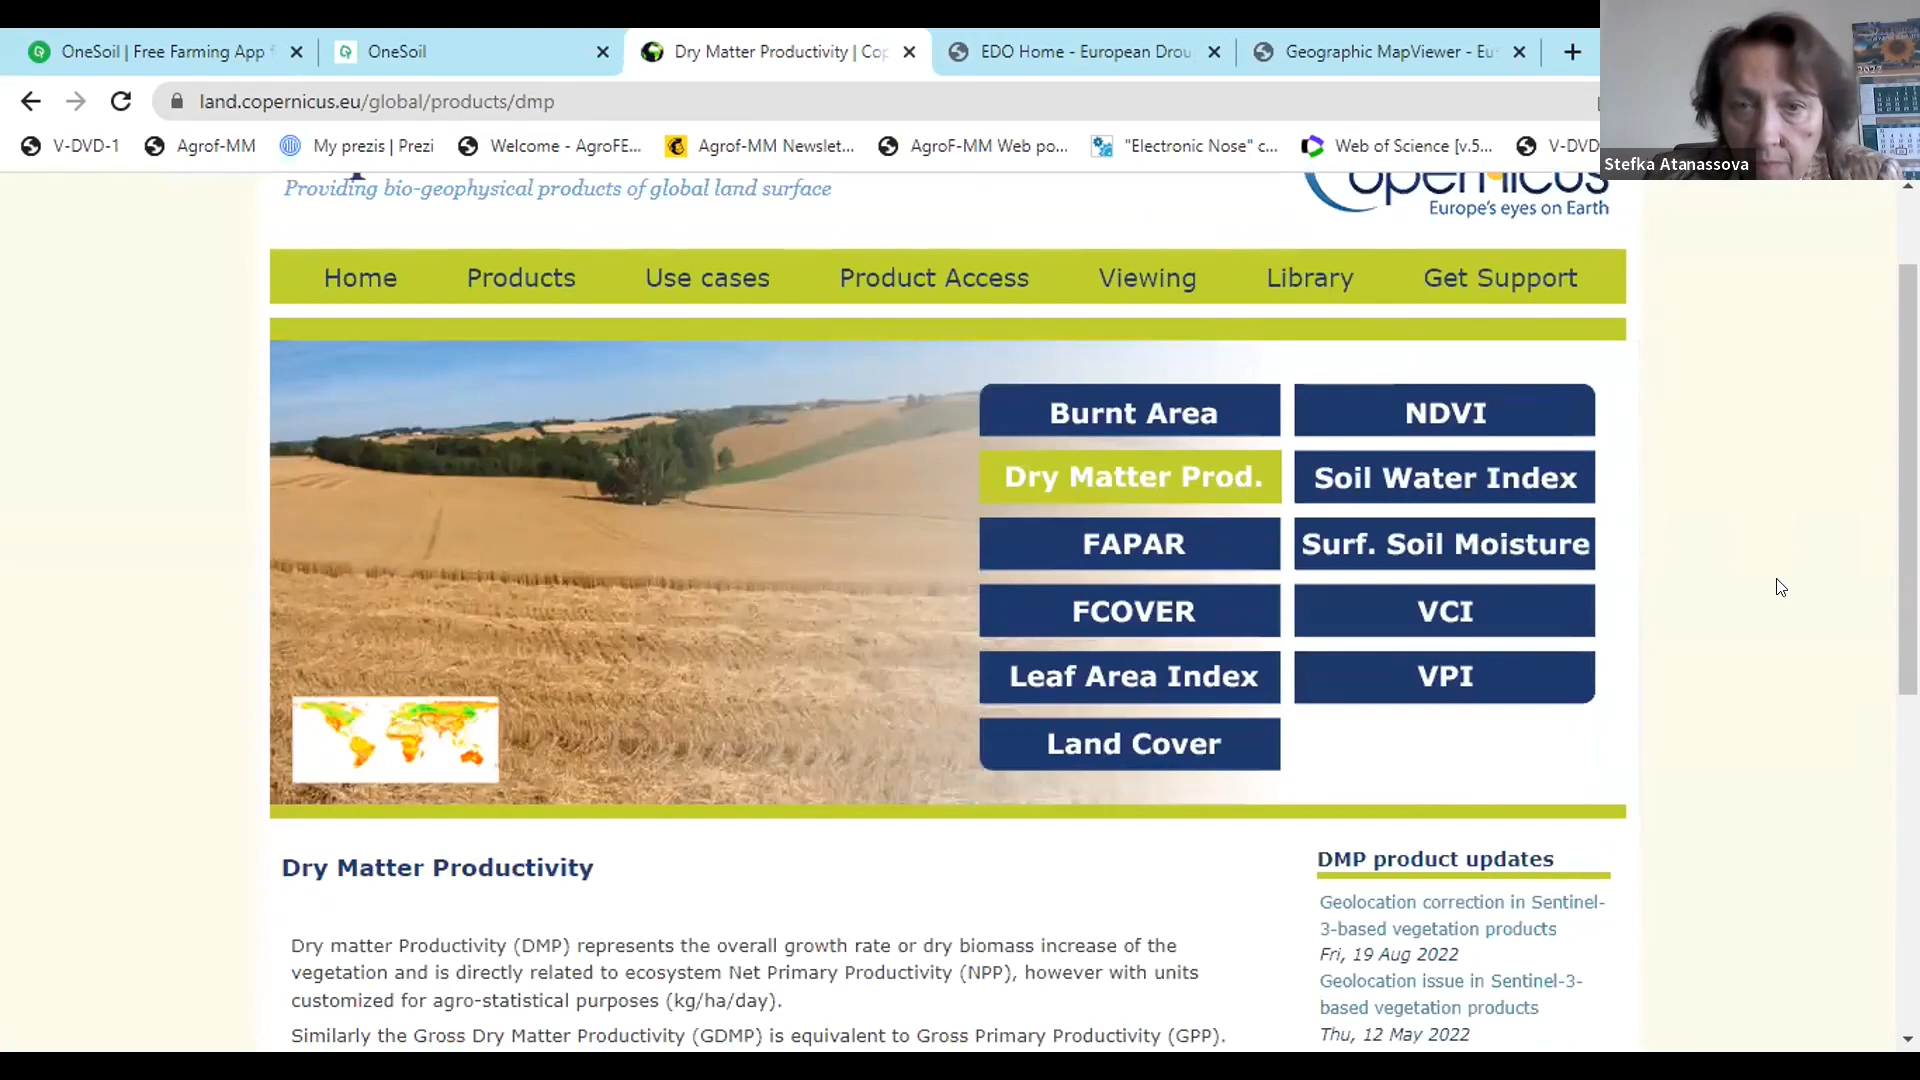 OneSoil | Free Farming App
OneSoil
Dry Matter Productivity | Cop
EDO Home - European Drou
Geographic MapViewer - Eu
land.copernicus.eu/global/products/dmp
V-DVD-1
Agrof-MM
My prezis | Prezi
Welcome - AgroFE...
Agrof-MM Newslet...
AgroF-MM Web po...
"Electronic Nose" c...
Web of Science [v.5...
V-DVD
2022
Stefka Atanassova
Providing bio-geophysical products of global land surface
opernicus
Europe's eyes on Earth
Home
Products
Use cases
Product Access
Viewing
Library
Get Support
Burnt Area
NDVI
Dry Matter Prod.
Soil Water Index
FAPAR
Surf. Soil Moisture
FCOVER
VCI
Leaf Area Index
VPI
Land Cover
Dry Matter Productivity
Dry matter Productivity (DMP) represents the overall growth rate or dry biomass increase of the
vegetation and is directly related to ecosystem Net Primary Productivity (NPP), however with units
customized for agro-statistical purposes (kg/ha/day).
Similarly the Gross Dry Matter Productivity (GDMP) is equivalent to Gross Primary Productivity (GPP).
DMP product updates
Geolocation correction in Sentinel-
3-based vegetation products
Fri, 19 Aug 2022
Geolocation issue in Sentinel-3-
based vegetation products
Thu, 12 May 2022